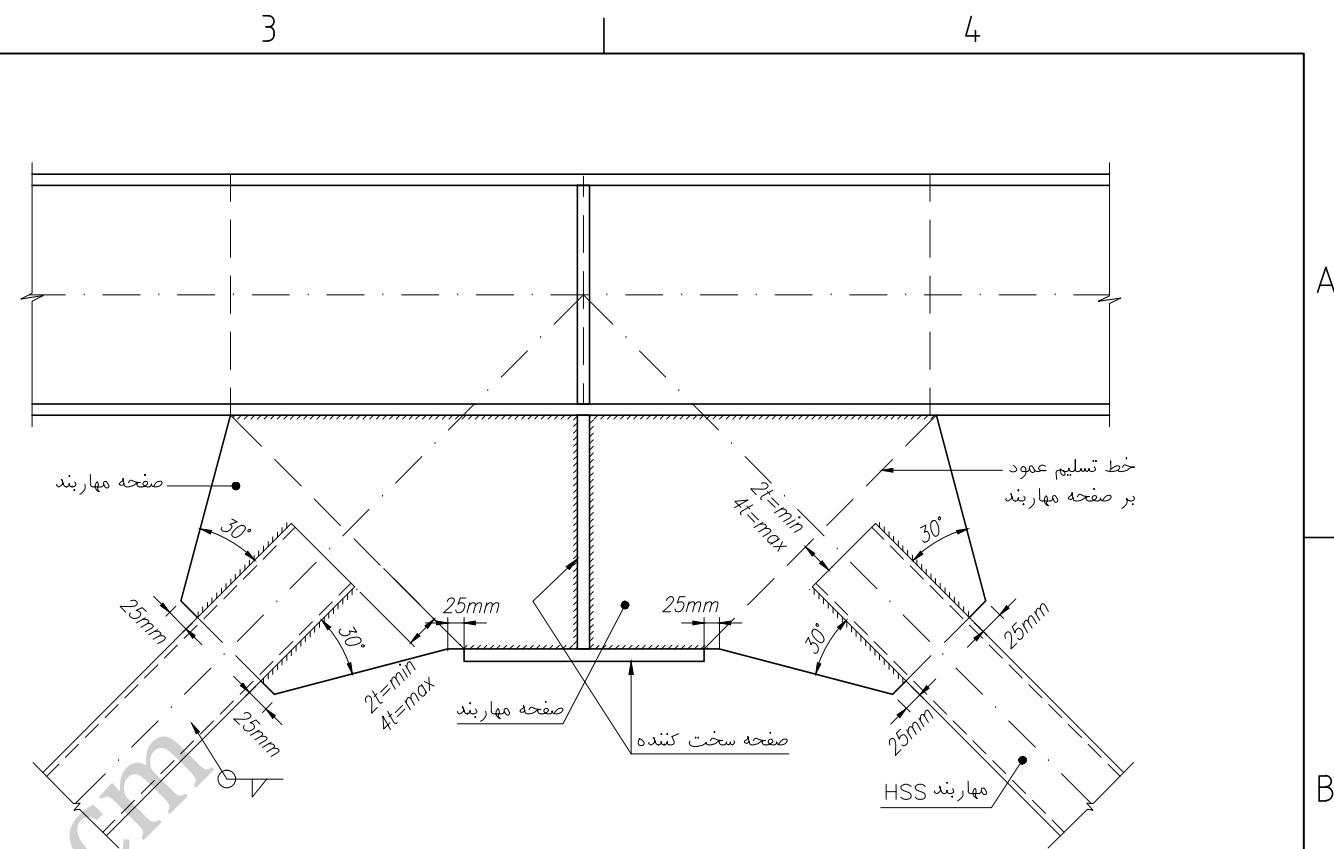 3
4
A
B
صفحه مهاربند
خط تسلیم عمود
بر صفحه مهاربند
30°
30°
2t=min
4t=max
25mm
25mm
25mm
25mm
30°
30°
25mm
25mm
2t=min
4t=max
صفحه مهاربند
صفحه سخت کننده
مهاربند HSS
cm